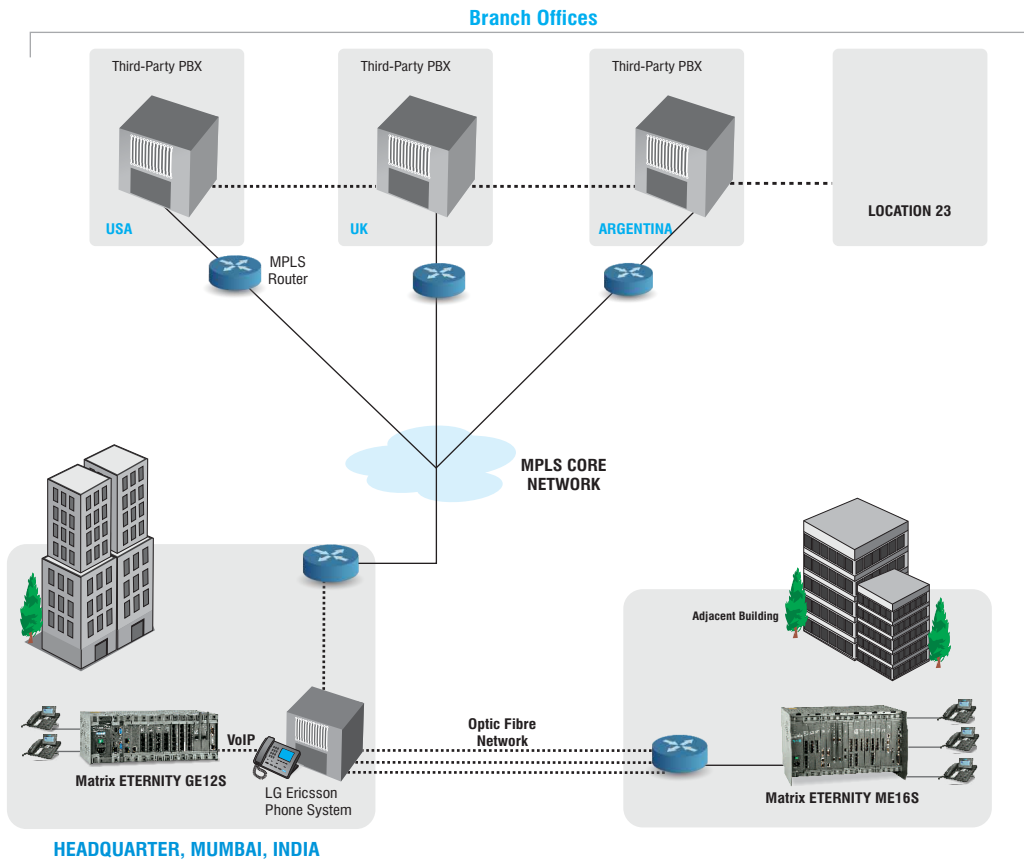 Branch Offices
Third-Party PBX
Third-Party PBX
Third-Party PBX
USA
UK
ARGENTINA
LOCATION 23
MPLS
Router
MPLS CORE
NETWORK
Adjacent Building
Optic Fibre
Network
VoIP
Matrix ETERNITY GE12S
LG Ericsson
Phone System
Matrix ETERNITY ME16S
HEADQUARTER, MUMBAI, INDIA